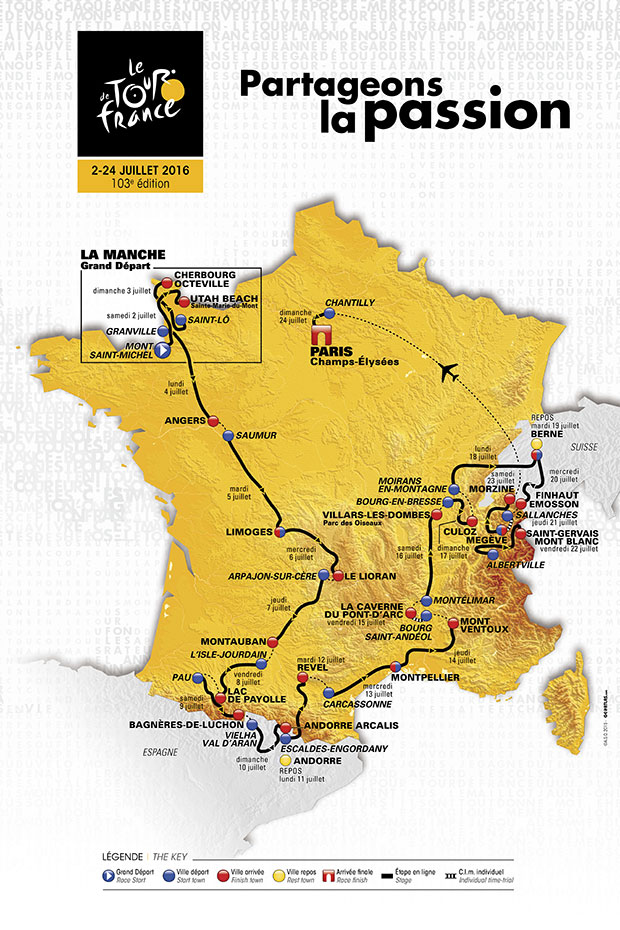 Le
TOUR
de
france
Partageons
la passion
2-24 JUILLET 2016
103e édition
LA MANCHE
Grand Départ
CHERBOURG
OCTEVILLE
dimanche 3 juillet
UTAH BEACH
Sainte-Marie-du-Mont
samedi 2 juillet
SAINT-LÔ
GRANVILLE
MONT
SAINT-MICHEL
CHANTILLY
dimanche
24 juillet
PARIS
Champs-Élysées
lundi
4 juillet
ANGERS
SAUMUR
REPOS
mardi 19 juillet
BERNE
SUISSE
lundi
18 juillet
mercredi
20 juillet
samedi
23 juillet
MOIRANS
EN-MONTAGNE
MORZINE
BOURG-EN-BRESSE
FINHAUT
EMOSSON
mardi
5 juillet
VILLARS-LES-DOMBES
Parc des Oiseaux
SALLANCHES
jeudi 21 juillet
CULOZ
MEGÈVE
SAINT-GERVAIS
MONT BLANC
vendredi 22 juillet
LIMOGES
mercredi
6 juillet
samedi
16 juillet
dimanche
17 juillet
ALBERTVILLE
ARPAJON-SUR-CÈRE
LE LIORAN
jeudi
7 juillet
MONTÉLIMAR
LA CAVERNE
DU PONT-D'ARC
vendredi 15 juillet
BOURG
SAINT-ANDÉOL
MONT
VENTOUX
MONTAUBAN
L'ISLE-JOURDAIN
jeudi
14 juillet
mardi 12 juillet
REVEL
PAU
vendredi
8 juillet
MONTPELLIER
mercredi
13 juillet
LAC
DE PAYOLLE
samedi
9 juillet
CARCASSONNE
BAGNÈRES-DE-LUCHON
VIELHA
VAL D'ARAN
ANDORRE ARCALIS
ESCALDES-ENGORDANY
ESPAGNE
dimanche
10 juillet
ANDORRE
REPOS
lundi 11 juillet
LÉGENDE | THE KEY
Grand Départ
Race Start
Ville départ
Start town
Ville arrivée
Finish town
Ville repos
Rest town
Arrivée finale
Race finish
Étape en ligne
Stage
C.l.m. individuel
Individual time-trial